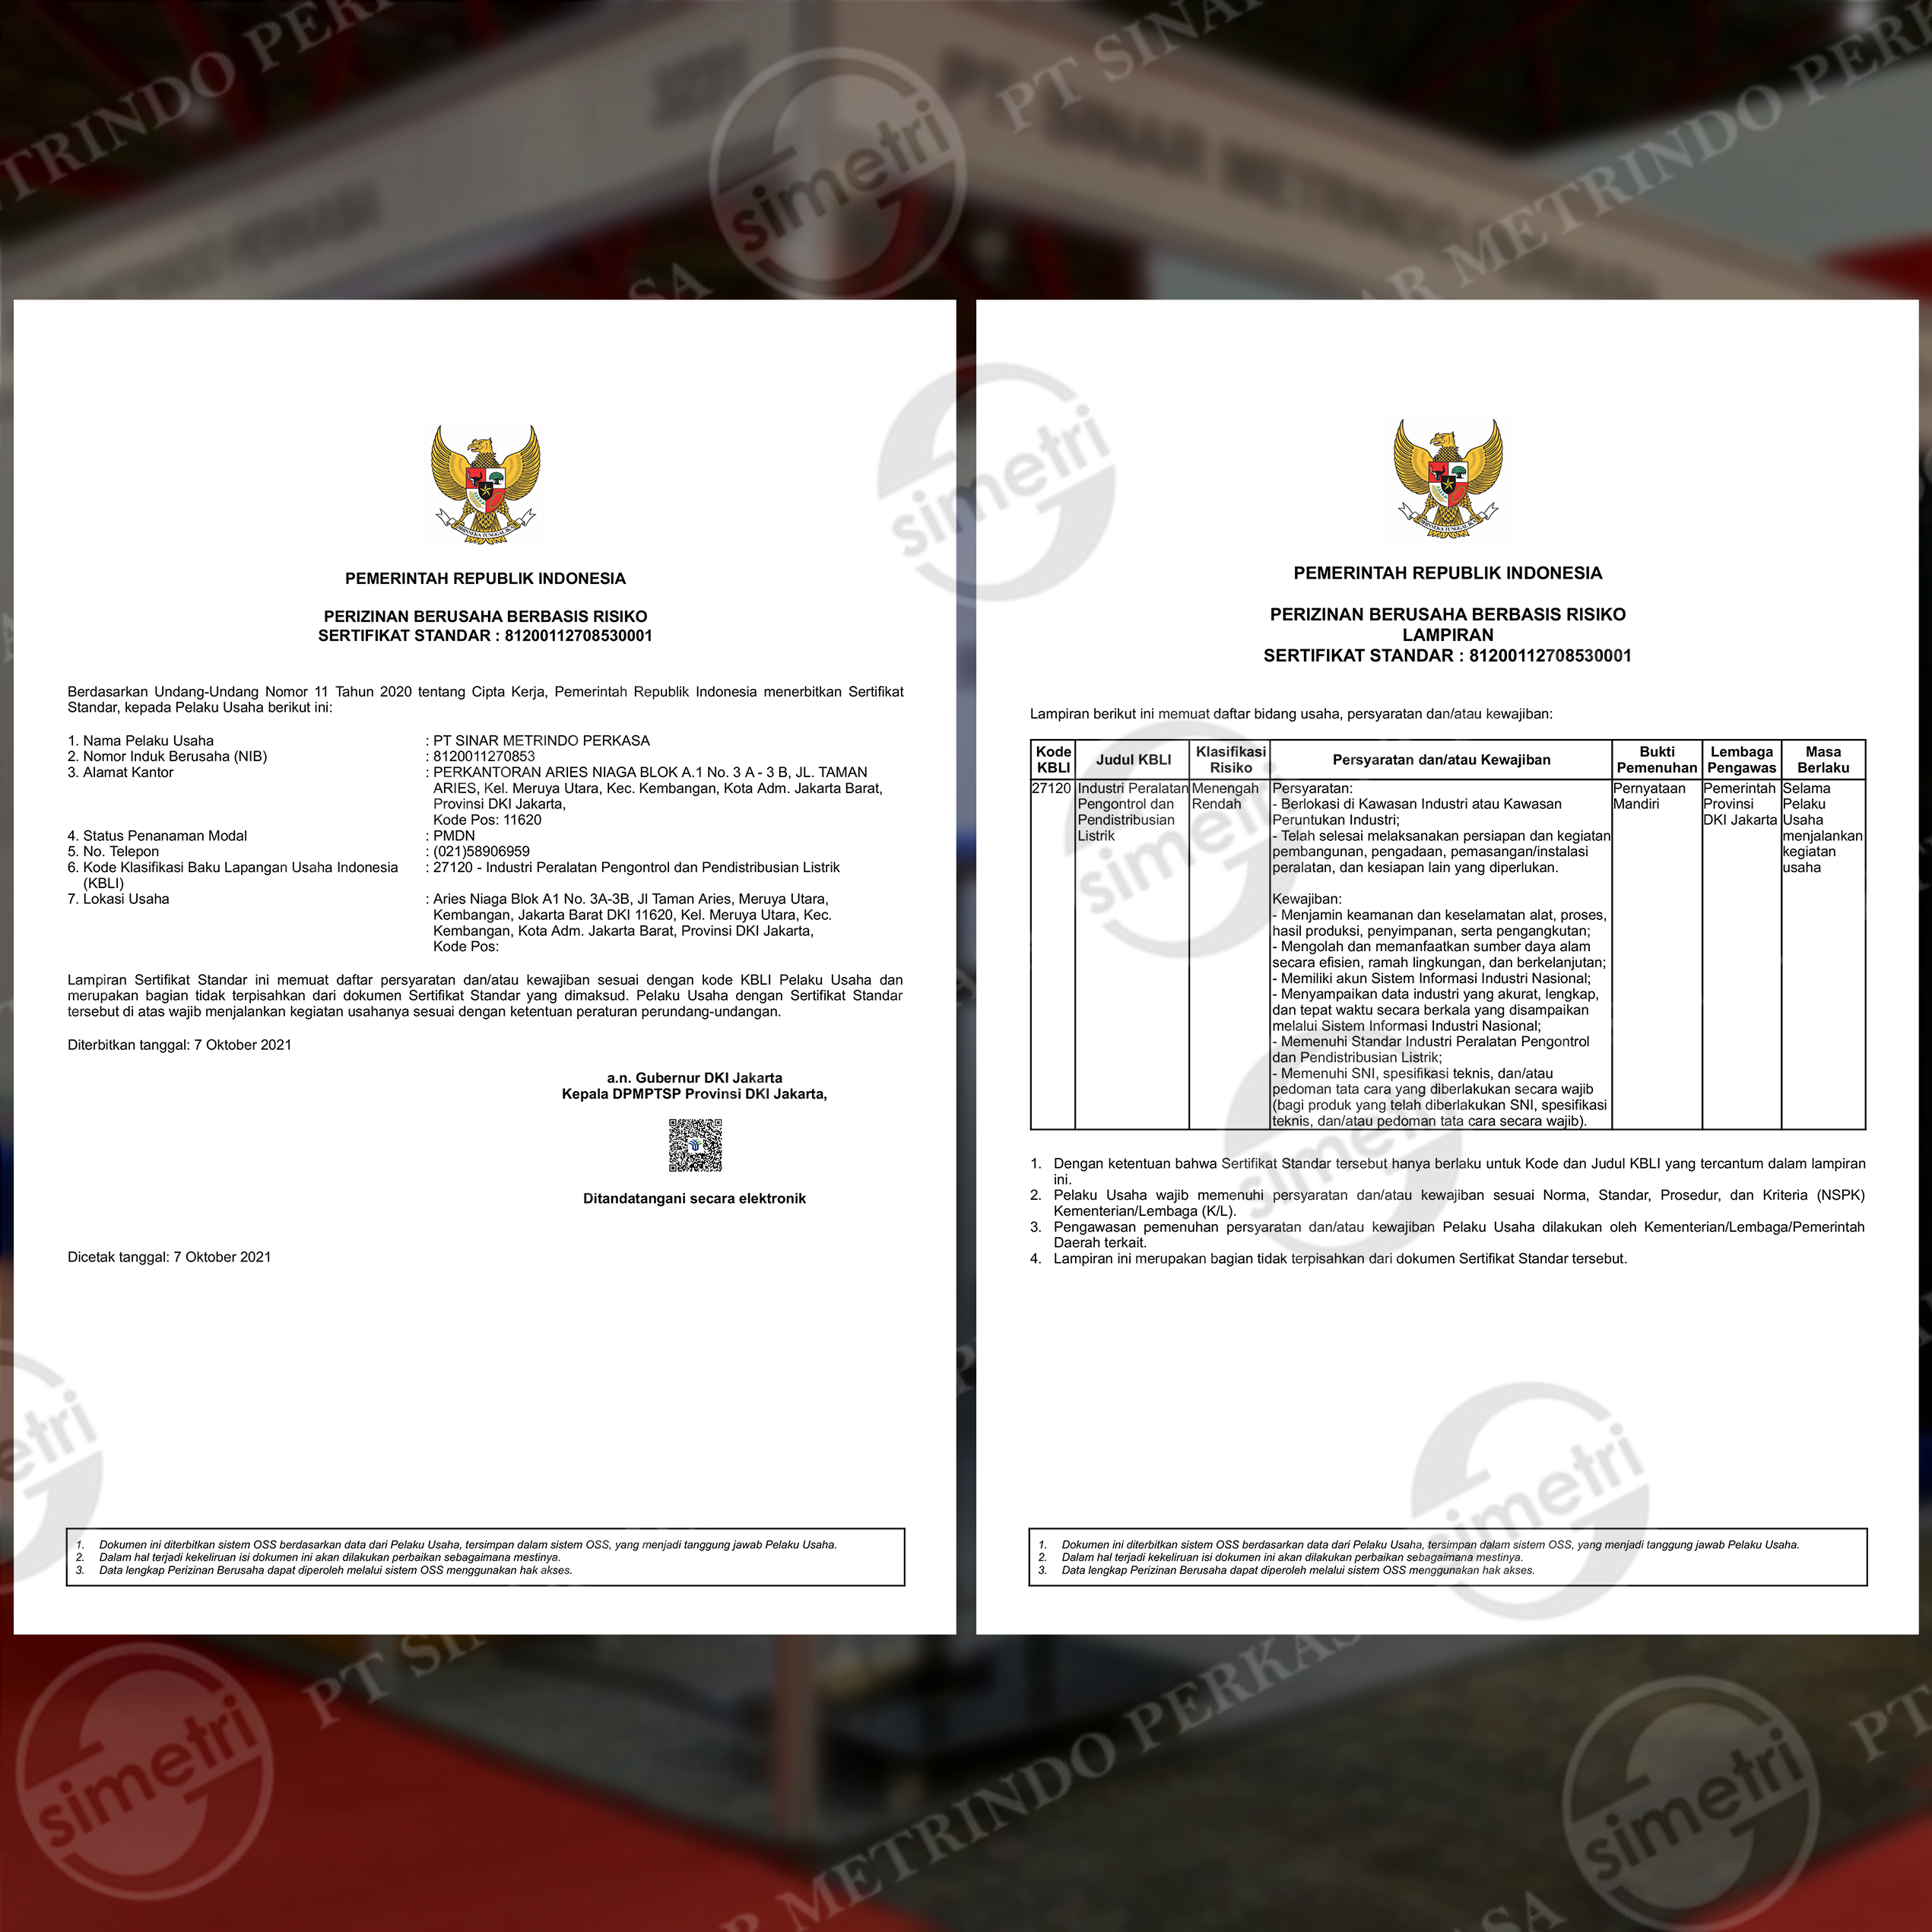 PEMERINTAH REPUBLIK INDONESIA
PERIZINAN BERUSAHA BERBASIS RISIKO
SERTIFIKAT STANDAR : 81200112708530001
Berdasarkan Undang-Undang Nomor 11 Tahun 2020 tentang Cipta Kerja, Pemerintah Republik Indonesia menerbitkan Sertifikat
Standar, kepada Pelaku Usaha berikut ini:
1. Nama Pelaku Usaha : PT SINAR METRINDO PERKASA
2. Nomor Induk Berusaha (NIB) : 8120011270853
3. Alamat Kantor : PERKANTORAN ARIES NIAGA BLOK A.1 No. 3 A - 3 B, JL. TAMAN
ARIES, Kel. Meruya Utara, Kec. Kembangan, Kota Adm. Jakarta Barat,
Provinsi DKI Jakarta,
Kode Pos: 11620
4. Status Penanaman Modal : PMDN
5. No. Telepon : (021)58906959
6. Kode Klasifikasi Baku Lapangan Usaha Indonesia : 27120 - Industri Peralatan Pengontrol dan Pendistribusian Listrik
(KBLI)
7. Lokasi Usaha : Aries Niaga Blok A1 No. 3A-3B, Jl Taman Aries, Meruya Utara,
Kembangan, Jakarta Barat DKI 11620, Kel. Meruya Utara, Kec.
Kembangan, Kota Adm. Jakarta Barat, Provinsi DKI Jakarta,
Kode Pos:
Lampiran Sertifikat Standar ini memuat daftar persyaratan dan/atau kewajiban sesuai dengan kode KBLI Pelaku Usaha dan
merupakan bagian tidak terpisahkan dari dokumen Sertifikat Standar yang dimaksud. Pelaku Usaha dengan Sertifikat Standar
tersebut di atas wajib menjalankan kegiatan usahanya sesuai dengan ketentuan peraturan perundang-undangan.
Diterbitkan tanggal: 7 Oktober 2021
a.n. Gubernur DKI Jakarta
Kepala DPMPTSP Provinsi DKI Jakarta,
Ditandatangani secara elektronik
Dicetak tanggal: 7 Oktober 2021
1. Dokumen ini diterbitkan sistem OSS berdasarkan data dari Pelaku Usaha, tersimpan dalam sistem OSS, yang menjadi tanggung jawab Pelaku Usaha.
2. Dalam hal terjadi kekeliruan isi dokumen ini akan dilakukan perbaikan sebagaimana mestinya.
3. Data lengkap Perizinan Berusaha dapat diperoleh melalui sistem OSS menggunakan hak akses.
PEMERINTAH REPUBLIK INDONESIA
PERIZINAN BERUSAHA BERBASIS RISIKO
LAMPIRAN
SERTIFIKAT STANDAR : 81200112708530001
Lampiran berikut ini memuat daftar bidang usaha, persyaratan dan/atau kewajiban:
Kode KBLI
Judul KBLI
Klasifikasi Risiko
Persyaratan dan/atau Kewajiban
Bukti Pemenuhan
Lembaga Pengawas
Masa Berlaku
27120
Industri Peralatan
Pengontrol dan
Pendistribusian
Listrik
Menengah
Rendah
Persyaratan:
- Berlokasi di Kawasan Industri atau Kawasan
Peruntukan Industri;
- Telah selesai melaksanakan persiapan dan kegiatan
pembangunan, pengadaan, pemasangan/instalasi
peralatan, dan kesiapan lain yang diperlukan.
Kewajiban:
- Menjamin keamanan dan keselamatan alat, proses,
hasil produksi, penyimpanan, serta pengangkutan;
- Mengolah dan memanfaatkan sumber daya alam
secara efisien, ramah lingkungan, dan berkelanjutan;
- Memiliki akun Sistem Informasi Industri Nasional;
- Menyampaikan data industri yang akurat, lengkap,
dan tepat waktu secara berkala yang disampaikan
melalui Sistem Informasi Industri Nasional;
- Memenuhi Standar Industri Peralatan Pengontrol
dan Pendistribusian Listrik;
- Memenuhi SNI, spesifikasi teknis, dan/atau
pedoman tata cara yang diberlakukan secara wajib
(bagi produk yang telah diberlakukan SNI, spesifikasi
teknis, dan/atau pedoman tata cara secara wajib).
Pernyataan
Mandiri
Pemerintah
Provinsi
DKI Jakarta
Selama
Pelaku
Usaha
menjalankan
kegiatan
usaha
1. Dengan ketentuan bahwa Sertifikat Standar tersebut hanya berlaku untuk Kode dan Judul KBLI yang tercantum dalam lampiran
ini.
2. Pelaku Usaha wajib memenuhi persyaratan dan/atau kewajiban sesuai Norma, Standar, Prosedur, dan Kriteria (NSPK)
Kementerian/Lembaga (K/L).
3. Pengawasan pemenuhan persyaratan dan/atau kewajiban Pelaku Usaha dilakukan oleh Kementerian/Lembaga/Pemerintah
Daerah terkait.
4. Lampiran ini merupakan bagian tidak terpisahkan dari dokumen Sertifikat Standar tersebut.
1. Dokumen ini diterbitkan sistem OSS berdasarkan data dari Pelaku Usaha, tersimpan dalam sistem OSS, yang menjadi tanggung jawab Pelaku Usaha.
2. Dalam hal terjadi kekeliruan isi dokumen ini akan dilakukan perbaikan sebagaimana mestinya.
3. Data lengkap Perizinan Berusaha dapat diperoleh melalui sistem OSS menggunakan hak akses.
PT SINAR METRINDO PERKASA
simetri